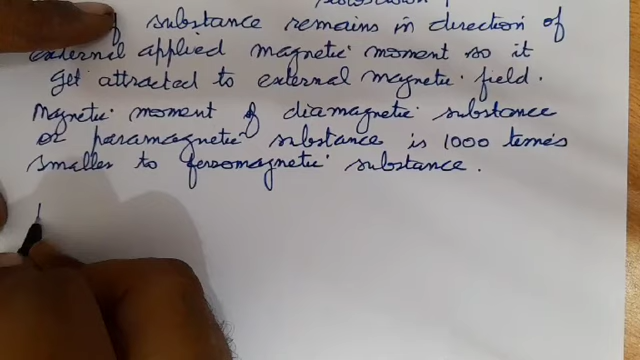 of substance remains in direction of
external applied magnetic moment so it
get attracted to external magnetic field.
Magnetic moment of diamagnetic substance
or paramagnetic substance is 1000 times
smaller to ferromagnetic substance.